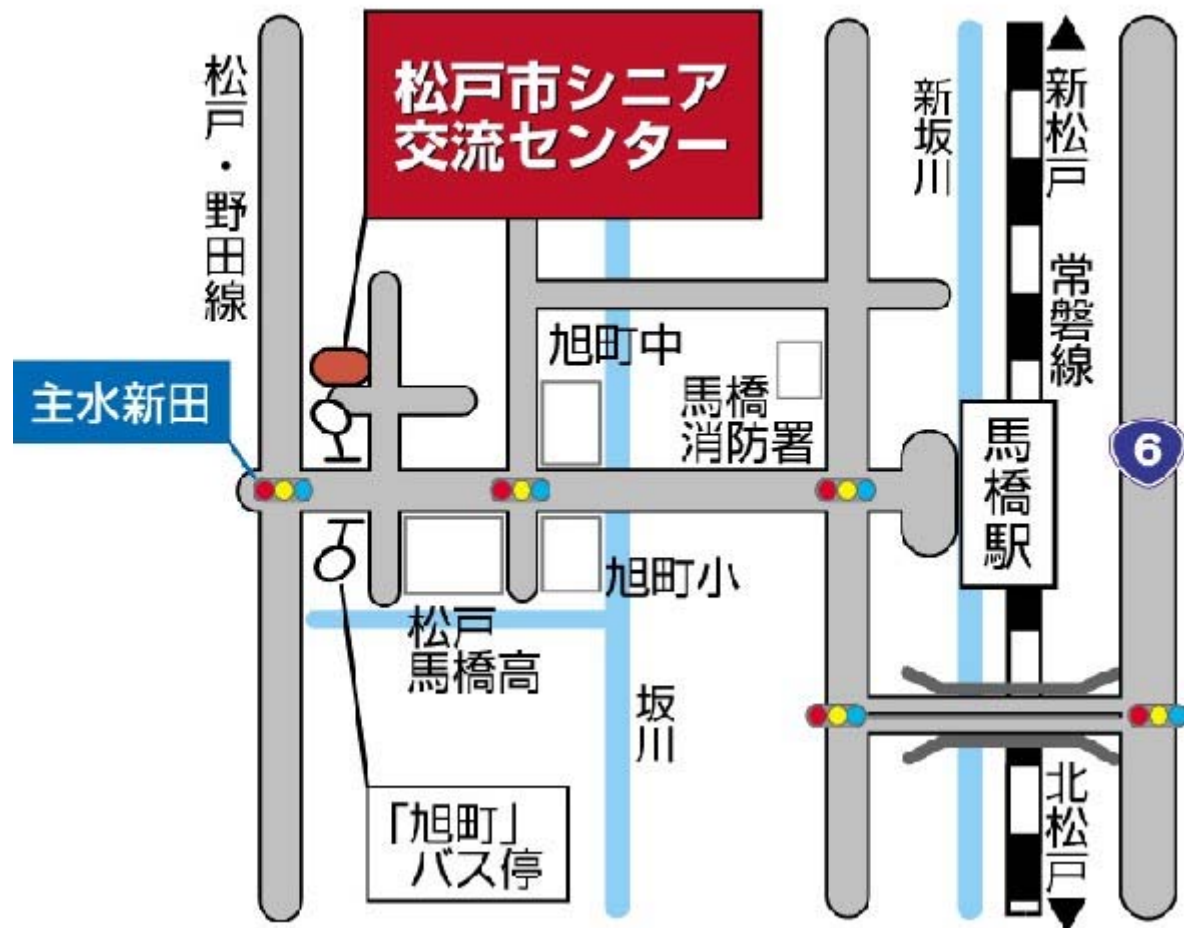 松戸市シニア
交流センター
松戸・野田線
新坂川
新松戸
常磐線
主水新田
旭町中
馬橋
消防署
馬橋駅
6
旭町小
松戸
馬橋高
坂川
「旭町」
バス停
北松戸